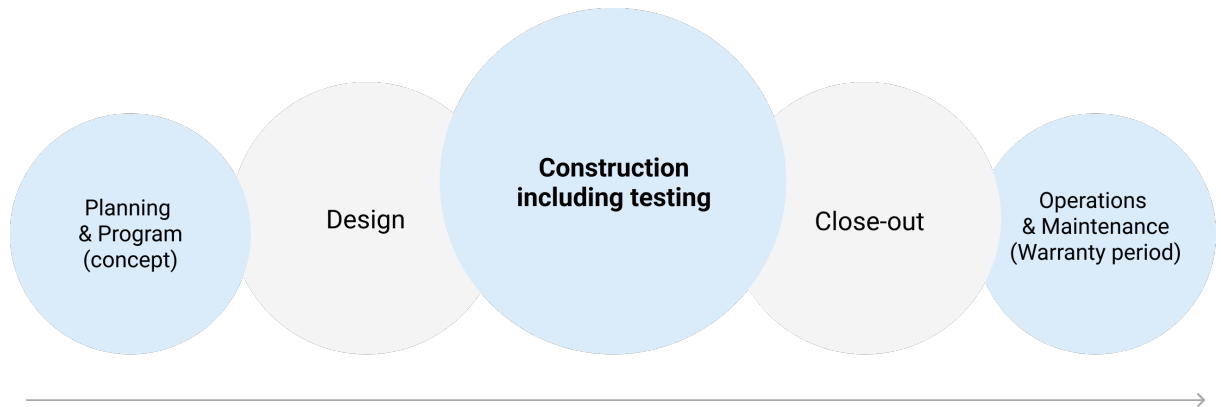 Planning
& Program
(concept)
Design
Construction
including testing
Close-out
Operations
& Maintenance
(Warranty period)